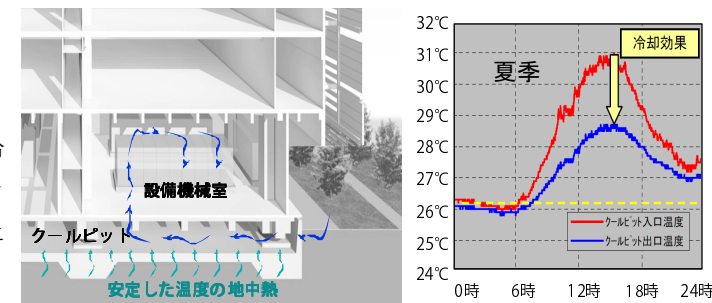 設備機械室
クールピット
安定した温度の地中熱
32℃
31℃
30℃
29℃
28℃
27℃
26℃
25℃
24℃
夏季
冷却効果
クールピット入口温度
クールピット出口温度
0時 6時 12時 18時 24時